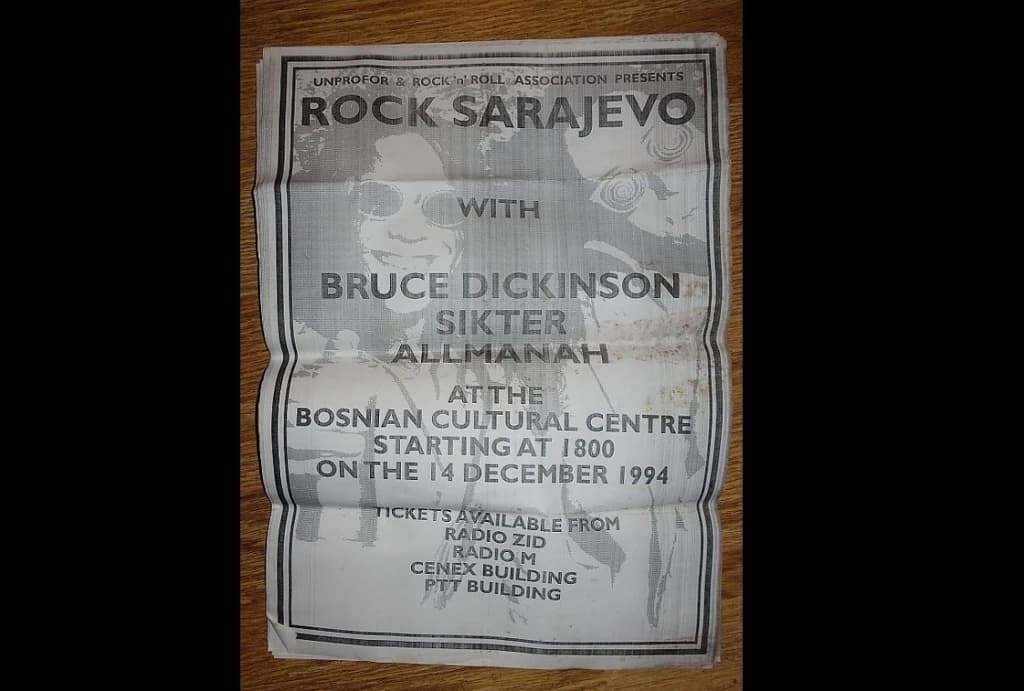 UNPROFOR & ROCK 'n' ROLL ASSOCIATION PRESENTS
ROCK SARAJEVO
WITH
BRUCE DICKINSON
SIKTER
ALLMANAH
AT THE
BOSNIAN CULTURAL CENTRE
STARTING AT 1800
ON THE 14 DECEMBER 1994
TICKETS AVAILABLE FROM
RADIO ZID
RADIO M
CENEX BUILDING
PTT BUILDING